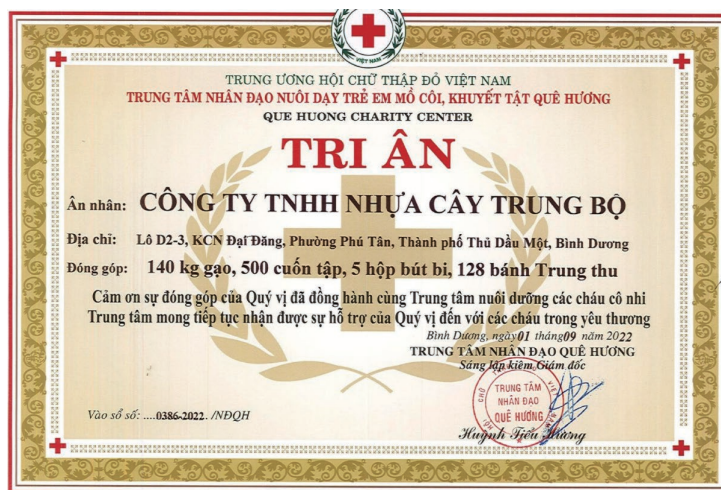 VIỆT NAM
TRUNG ƯƠNG HỘI CHỮ THẬP ĐỎ VIỆT NAM
TRUNG TÂM NHÂN ĐẠO NUÔI DẠY TRẺ EM MỒ CÔI, KHUYẾT TẬT QUÊ HƯƠNG
QUE HUONG CHARITY CENTER
TRI ÂN
Ân nhân: CÔNG TY TNHH NHỰA CÂY TRUNG BỘ
Địa chỉ: Lô D2-3, KCN Đại Đăng, Phường Phú Tân, Thành phố Thủ Dầu Một, Bình Dương
Đóng góp: 140 kg gạo, 500 cuốn tập, 5 hộp bút bi, 128 bánh Trung thu
Cảm ơn sự đóng góp của Quý vị đã đồng hành cùng Trung tâm nuôi dưỡng các cháu cô nhi
Trung tâm mong tiếp tục nhận được sự hỗ trợ của Quý vị đến với các cháu trong yêu thương
Bình Dương, ngày 01 tháng 09 năm 2022
TRUNG TÂM NHÂN ĐẠO QUÊ HƯƠNG
Sáng lập kiêm Giám đốc
TRUNG TÂM
NHÂN ĐẠO
QUÊ HƯƠNG
Vào sổ số: ....0386-2022. /NĐQH
Huỳnh Tiểu Hương